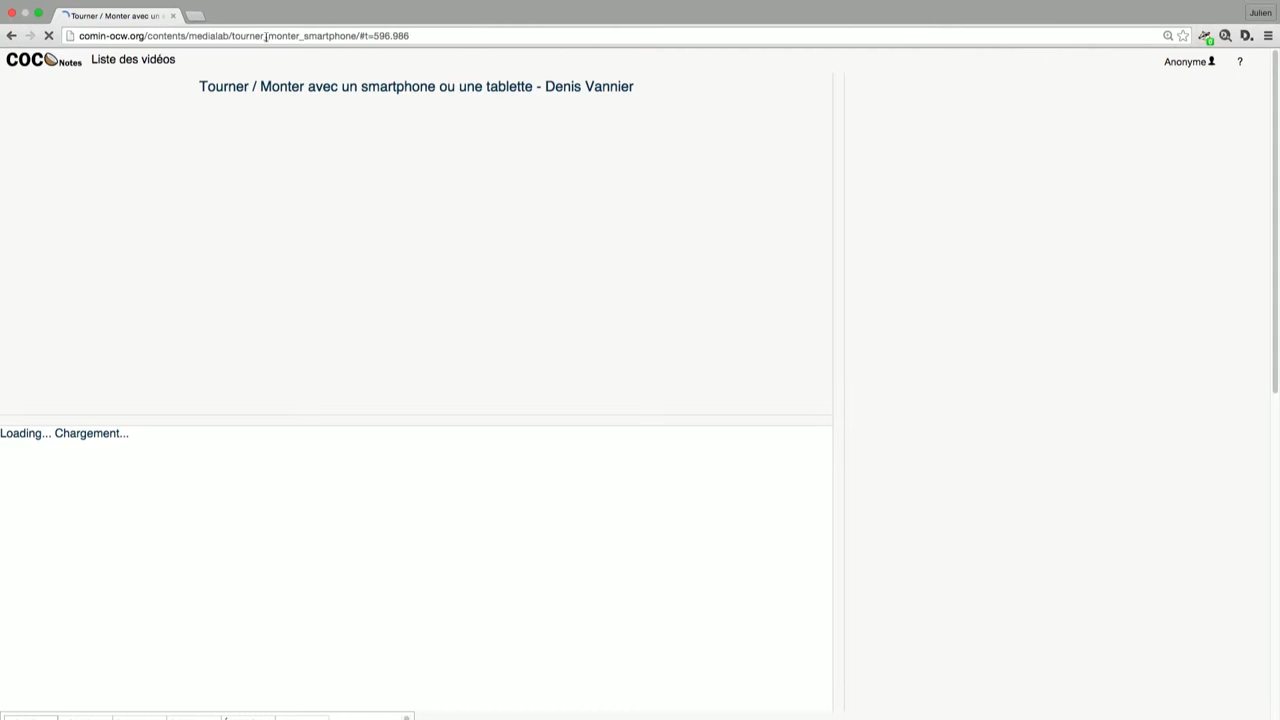 Tourner / Monter avec un s
Julien
comin-ocw.org/contents/medialab/tourner_monter_smartphone/#t=596.986
COCO Notes
Liste des vidéos
Anonyme
?
Tourner / Monter avec un smartphone ou une tablette - Denis Vannier
Loading... Chargement...